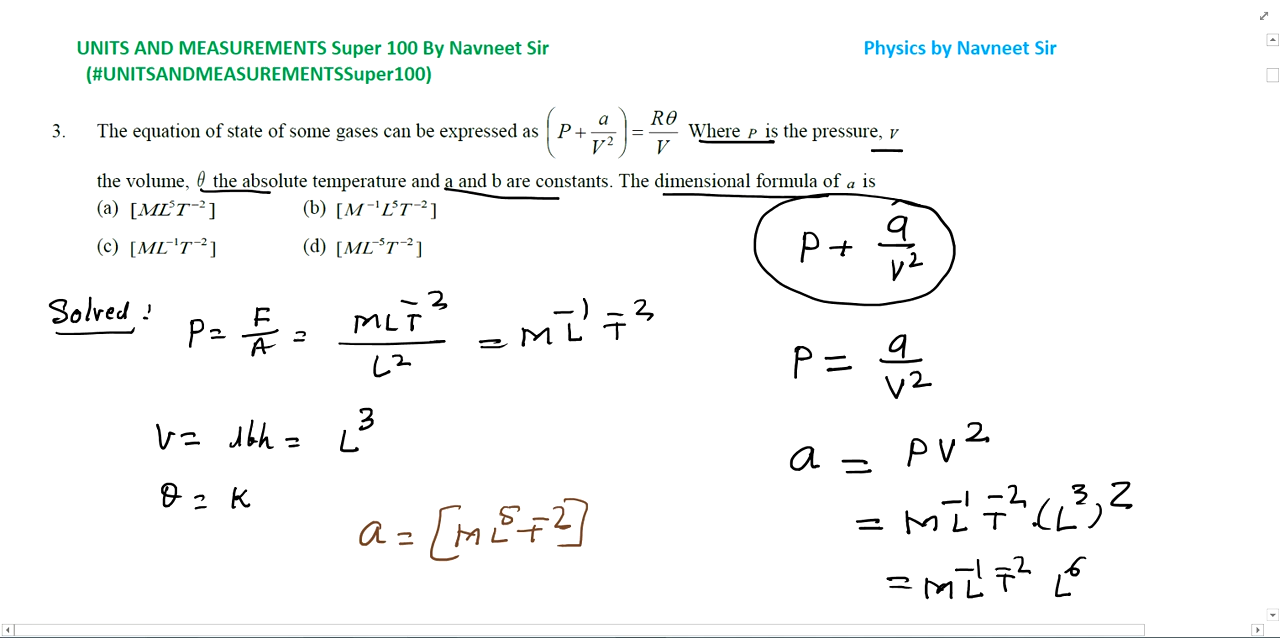 UNITS AND MEASUREMENTS Super 100 By Navneet Sir
Physics by Navneet Sir
(#UNITSANDMEASUREMENTSSuper100)
3. The equation of state of some gases can be expressed as (P + a/V²) = Rθ/V Where P is the pressure, V
the volume, θ the absolute temperature and a and b are constants. The dimensional formula of a is
(a) [ML⁵T⁻²] (b) [M⁻¹L⁵T⁻²]
(c) [ML⁻¹T⁻²] (d) [ML⁻⁵T⁻²]
P + a/V²
Solved :
P = F/A = MLT⁻²/L² = ML⁻¹T⁻²
P = a/V²
V = lbh = L³
a = PV²
θ = K
= ML⁻¹T⁻².(L³)²
a = [ML⁵T⁻²]
= ML⁻¹T⁻² L⁶